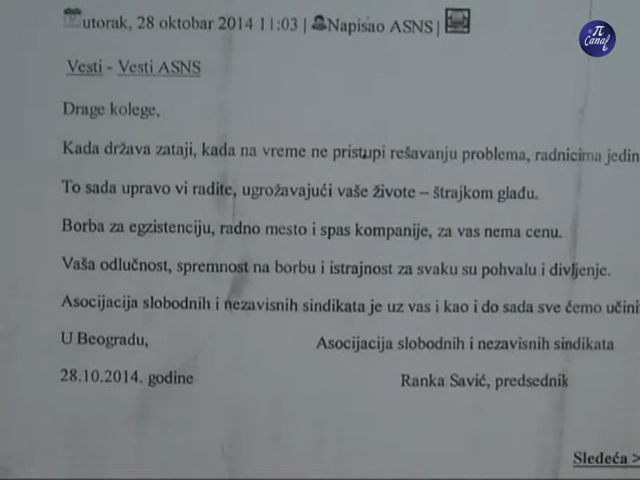 utorak, 28 oktobar 2014 11:03 | Napisao ASNS |
π Canal
Vesti - Vesti ASNS
Drage kolege,
Kada država zataji, kada na vreme ne pristupi rešavanju problema, radnicima jedin
To sada upravo vi radite, ugrožavajući vaše živote – štrajkom glađu.
Borba za egzistenciju, radno mesto i spas kompanije, za vas nema cenu.
Vaša odlučnost, spremnost na borbu i istrajnost za svaku su pohvalu i divljenje.
Asocijacija slobodnih i nezavisnih sindikata je uz vas i kao i do sada sve ćemo učini
U Beogradu,
Asocijacija slobodnih i nezavisnih sindikata
28.10.2014. godine
Ranka Savić, predsednik
Sledeća >